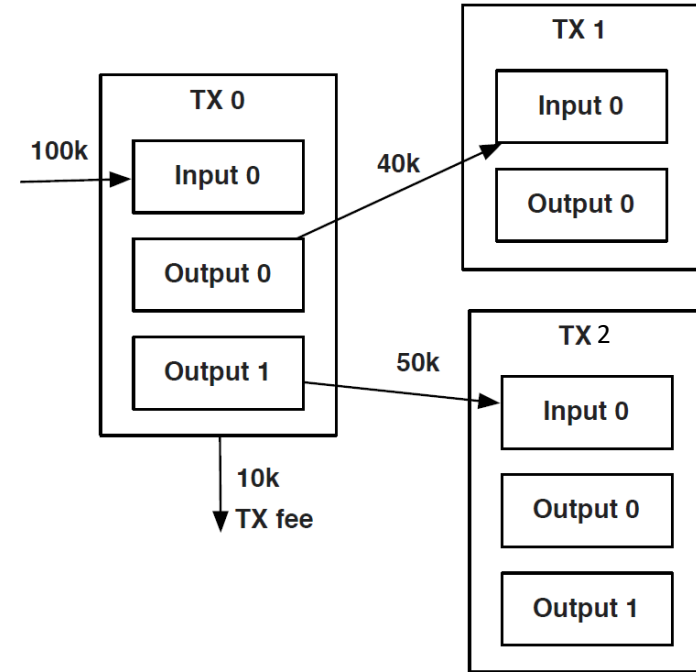 TX 0
100k
Input 0
Output 0
Output 1
10k
TX fee
40k
50k
TX 1
Input 0
Output 0
TX 2
Input 0
Output 0
Output 1